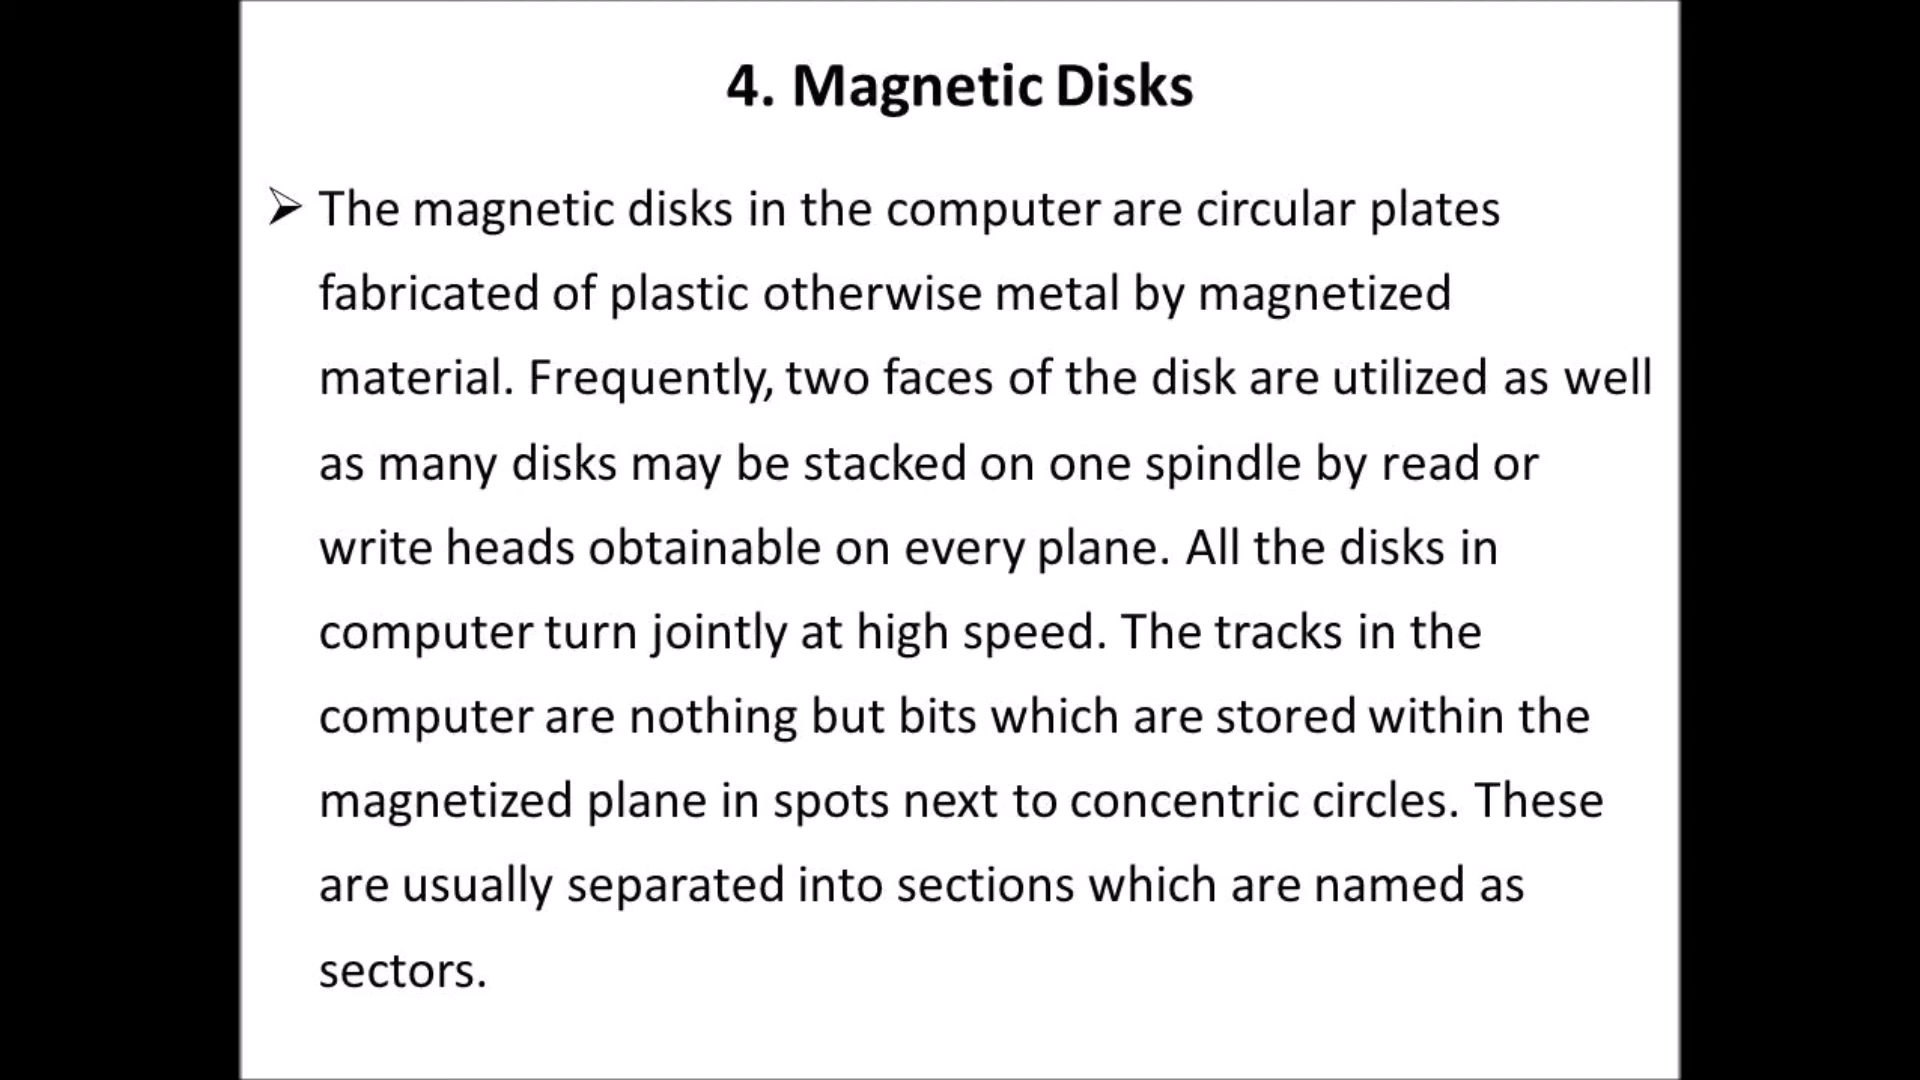 4. Magnetic Disks
➢ The magnetic disks in the computer are circular plates
fabricated of plastic otherwise metal by magnetized
material. Frequently, two faces of the disk are utilized as well
as many disks may be stacked on one spindle by read or
write heads obtainable on every plane. All the disks in
computer turn jointly at high speed. The tracks in the
computer are nothing but bits which are stored within the
magnetized plane in spots next to concentric circles. These
are usually separated into sections which are named as
sectors.